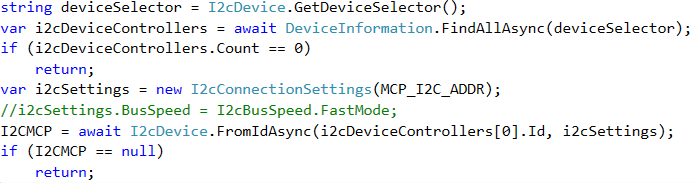 string deviceSelector = I2cDevice.GetDeviceSelector();
var i2cDeviceControllers = await DeviceInformation.FindAllAsync(deviceSelector);
if (i2cDeviceControllers.Count == 0)
    return;
var i2cSettings = new I2cConnectionSettings(MCP_I2C_ADDR);
//i2cSettings.BusSpeed = I2cBusSpeed.FastMode;
I2CMCP = await I2cDevice.FromIdAsync(i2cDeviceControllers[0].Id, i2cSettings);
if (I2CMCP == null)
    return;